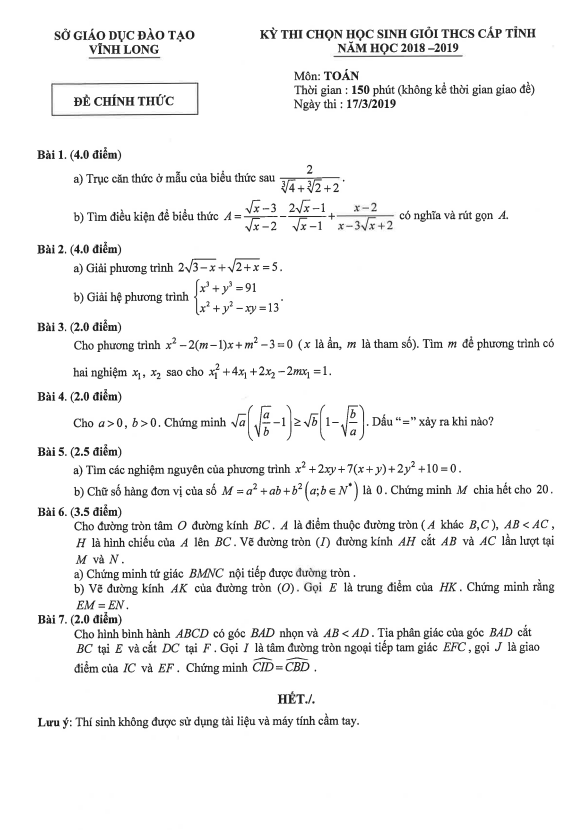 SỞ GIÁO DỤC ĐÀO TẠO
VĨNH LONG
KỲ THI CHỌN HỌC SINH GIỎI THCS CẤP TỈNH
NĂM HỌC 2018 –2019
ĐỀ CHÍNH THỨC
Môn: TOÁN
Thời gian : 150 phút (không kể thời gian giao đề)
Ngày thi : 17/3/2019
Bài 1. (4.0 điểm)
a) Trục căn thức ở mẫu của biểu thức sau $\frac{2}{\sqrt[3]{4}+\sqrt[3]{2}+2}$.
b) Tìm điều kiện để biểu thức $A=\frac{\sqrt{x}-3}{\sqrt{x}-2}-\frac{2\sqrt{x}-1}{\sqrt{x}-1}+\frac{x-2}{x-3\sqrt{x}+2}$ có nghĩa và rút gọn A.
Bài 2. (4.0 điểm)
a) Giải phương trình $2\sqrt{3-x}+\sqrt{2+x}=5$.
b) Giải hệ phương trình $\begin{cases}x^3+y^3=91\\x^2+y^2-xy=13\end{cases}$.
Bài 3. (2.0 điểm)
Cho phương trình $x^2-2(m-1)x+m^2-3=0$ (x là ẩn, m là tham số). Tìm m để phương trình có
hai nghiệm $x_1$, $x_2$ sao cho $x_1^2+4x_1+2x_2-2mx_1=1$.
Bài 4. (2.0 điểm)
Cho $a>0$, $b>0$. Chứng minh $\sqrt{a}\left(\sqrt{\frac{a}{b}}-1\right)\geq\sqrt{b}\left(1-\sqrt{\frac{b}{a}}\right)$. Dấu “=” xảy ra khi nào?
Bài 5. (2.5 điểm)
a) Tìm các nghiệm nguyên của phương trình $x^2+2xy+7(x+y)+2y^2+10=0$.
b) Chữ số hàng đơn vị của số $M=a^2+ab+b^2$ $(a;b\in N^*)$ là 0. Chứng minh M chia hết cho 20.
Bài 6. (3.5 điểm)
Cho đường tròn tâm O đường kính BC. A là điểm thuộc đường tròn (A khác B,C), AB < AC,
H là hình chiếu của A lên BC. Vẽ đường tròn (I) đường kính AH cắt AB và AC lần lượt tại
M và N.
a) Chứng minh tứ giác BMNC nội tiếp được đường tròn .
b) Vẽ đường kính AK của đường tròn (O). Gọi E là trung điểm của HK. Chứng minh rằng
EM = EN.
Bài 7. (2.0 điểm)
Cho hình bình hành ABCD có góc BAD nhọn và AB < AD. Tia phân giác của góc BAD cắt
BC tại E và cắt DC tại F. Gọi I là tâm đường tròn ngoại tiếp tam giác EFC, gọi J là giao
điểm của IC và EF. Chứng minh $\widehat{CID}=\widehat{CBD}$.
HẾT./.
Lưu ý: Thí sinh không được sử dụng tài liệu và máy tính cầm tay.